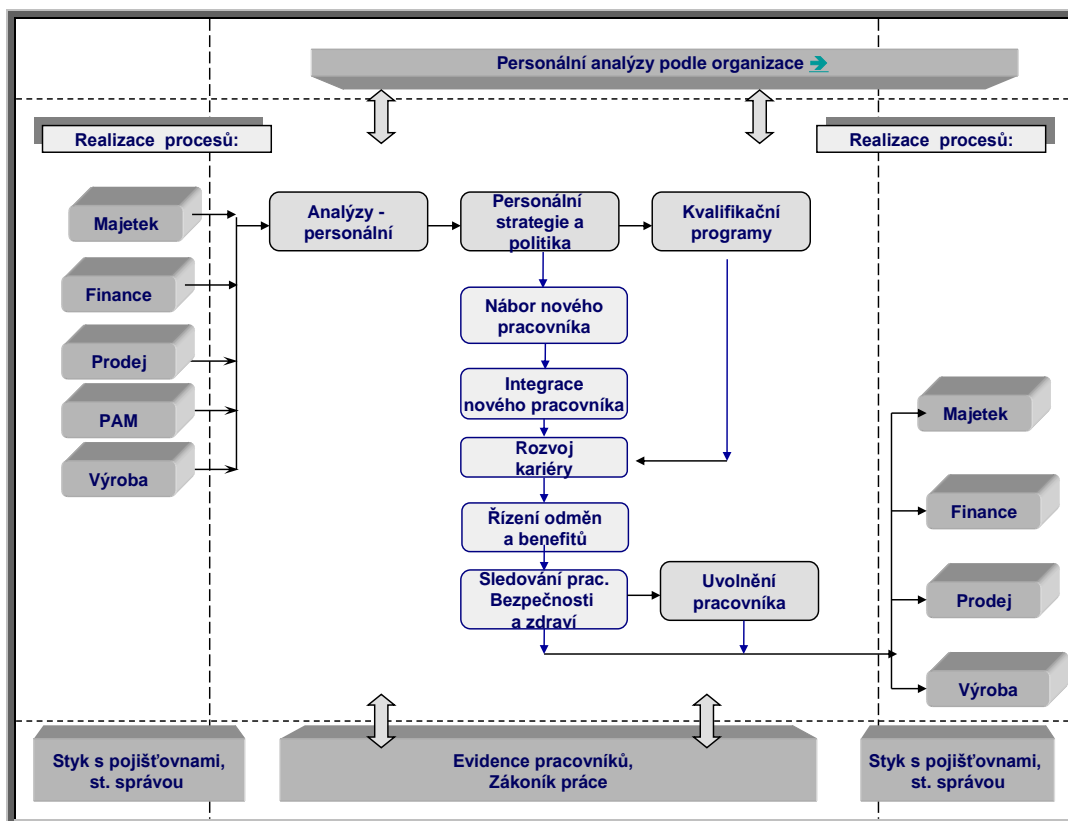 Personální analýzy podle organizace ➔
Realizace procesů:
Realizace procesů:
Majetek
Finance
Prodej
PAM
Výroba
Analýzy -
personální
Personální
strategie a
politika
Kvalifikační
programy
Nábor nového
pracovníka
Integrace
nového pracovníka
Rozvoj
kariéry
Řízení odměn
a benefitů
Sledování prac.
Bezpečnosti
a zdraví
Uvolnění
pracovníka
Majetek
Finance
Prodej
Výroba
Styk s pojišťovnami,
st. správou
Evidence pracovníků,
Zákoník práce
Styk s pojišťovnami,
st. správou